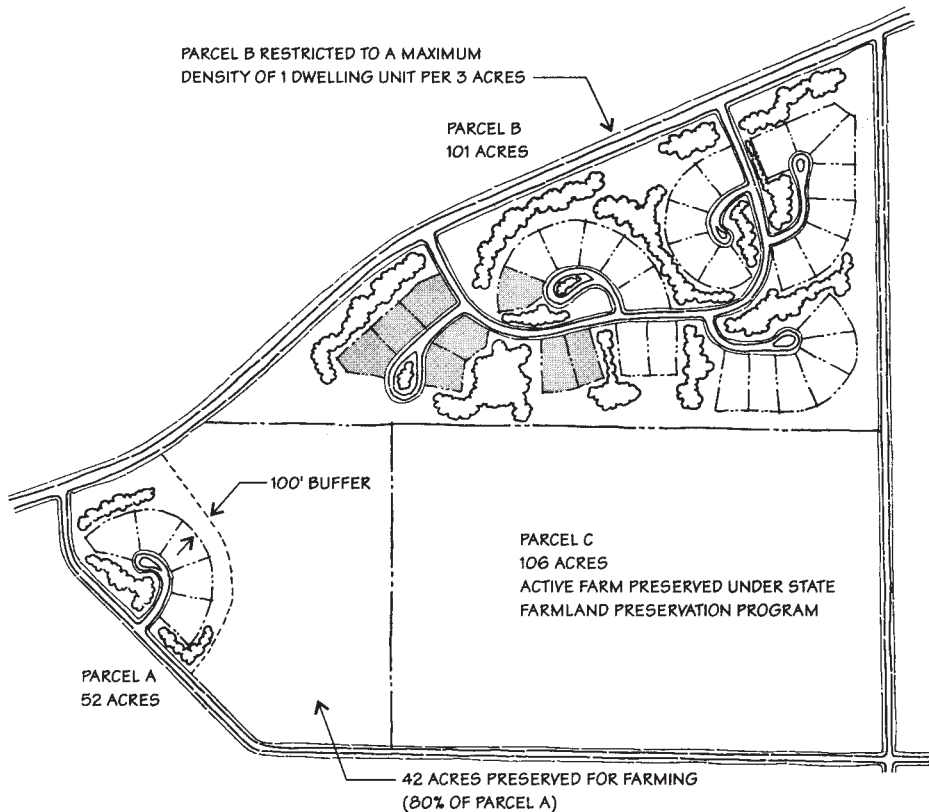 PARCEL B RESTRICTED TO A MAXIMUM
DENSITY OF 1 DWELLING UNIT PER 3 ACRES
PARCEL B
101 ACRES
100' BUFFER
PARCEL C
106 ACRES
ACTIVE FARM PRESERVED UNDER STATE
FARMLAND PRESERVATION PROGRAM
PARCEL A
52 ACRES
42 ACRES PRESERVED FOR FARMING
(80% OF PARCEL A)